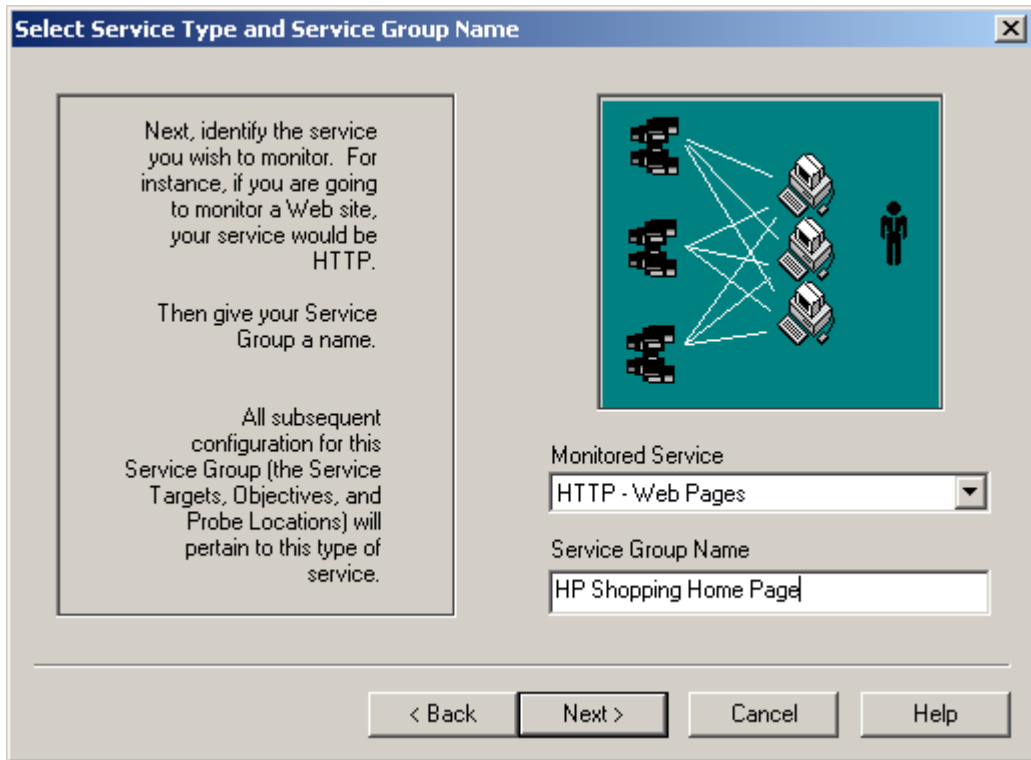 Select Service Type and Service Group Name
Next, identify the service
you wish to monitor. For
instance, if you are going
to monitor a Web site,
your service would be
HTTP.
Then give your Service
Group a name.
All subsequent
configuration for this
Service Group (the Service
Targets, Objectives, and
Probe Locations) will
pertain to this type of
service.
Monitored Service
HTTP - Web Pages
Service Group Name
HP Shopping Home Page
< Back
Next >
Cancel
Help